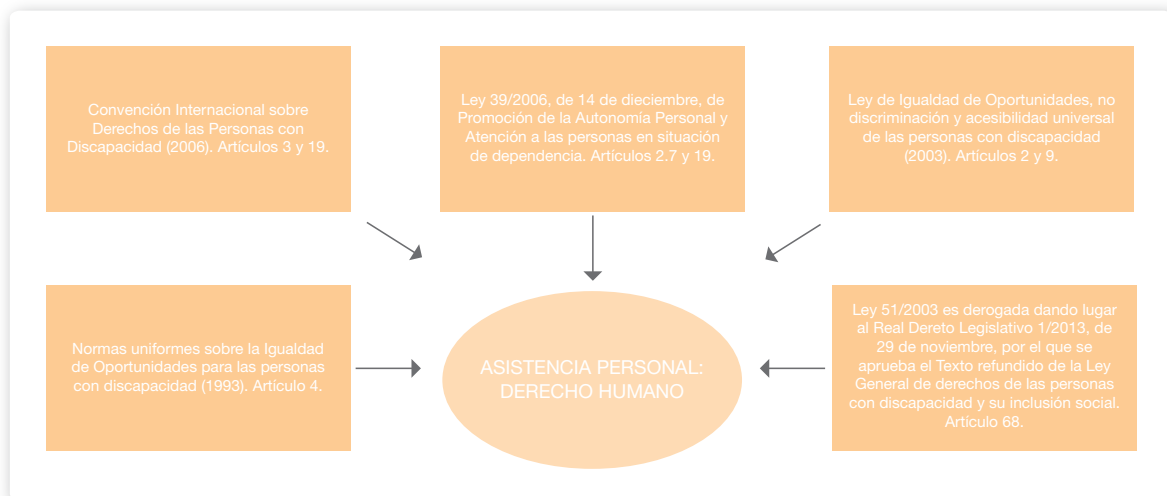 Convención Internacional sobre
Derechos de las Personas con
Discapacidad (2006). Artículos 3 y 19.
Ley 39/2006, de 14 de dieciembre, de
Promoción de la Autonomía Personal y
Atención a las personas en situación
de dependencia. Artículos 2.7 y 19.
Ley de Igualdad de Oportunidades, no
discriminación y acesibilidad universal
de las personas con discapacidad
(2003). Artículos 2 y 9.
Normas uniformes sobre la Igualdad
de Oportunidades para las personas
con discapacidad (1993). Artículo 4.
ASISTENCIA PERSONAL:
DERECHO HUMANO
Ley 51/2003 es derogada dando lugar
al Real Dereto Legislativo 1/2013, de
29 de noviembre, por el que se
aprueba el Texto refundido de la Ley
General de derechos de las personas
con discapacidad y su inclusión social.
Artículo 68.